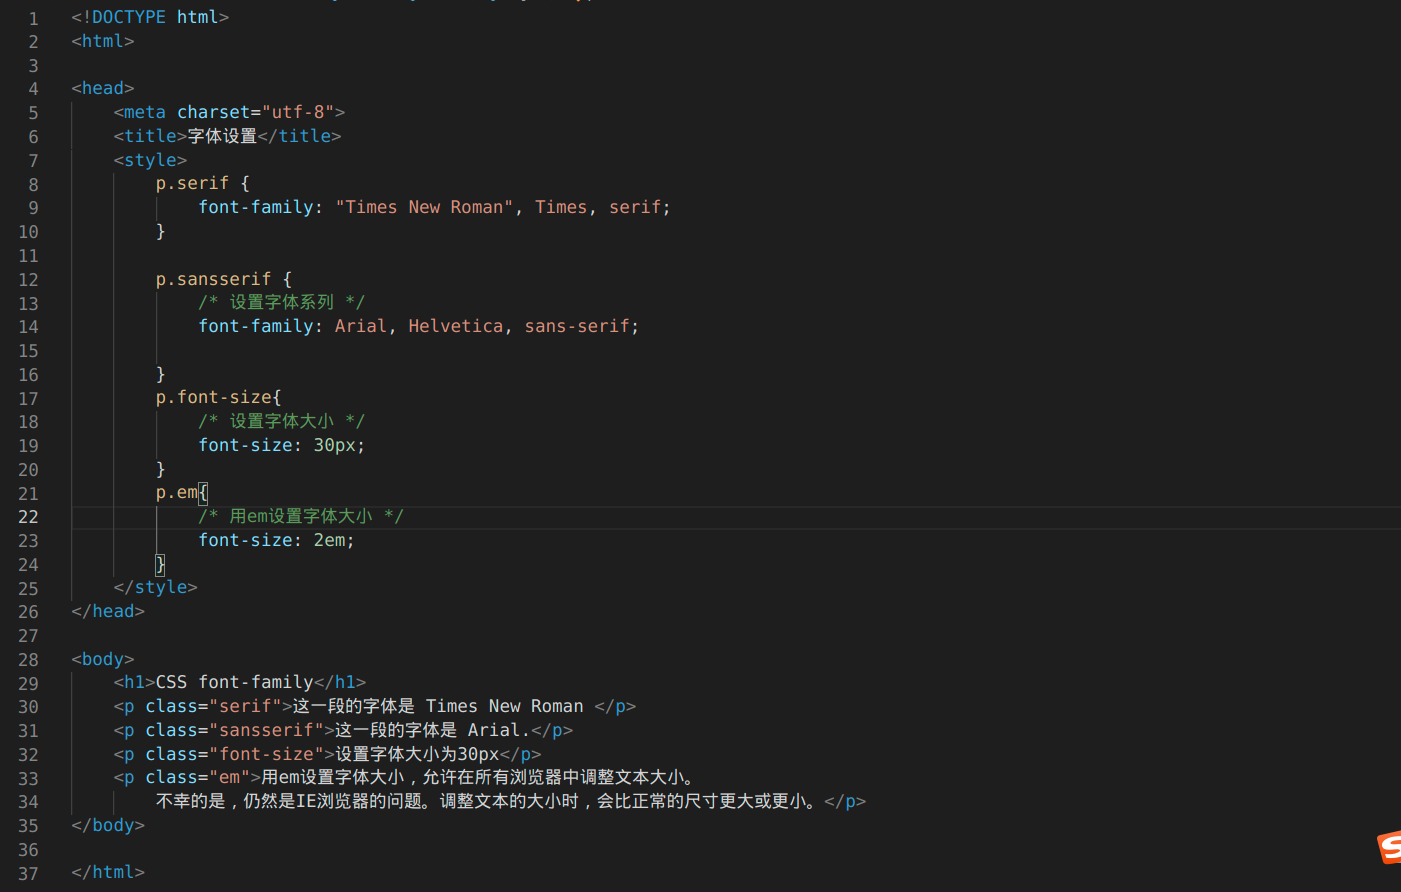 1 <!DOCTYPE html>
2 <html>
3
4 <head>
5     <meta charset="utf-8">
6     <title>字体设置</title>
7     <style>
8         p.serif {
9             font-family: "Times New Roman", Times, serif;
10         }
11
12         p.sansserif {
13             /* 设置字体系列 */
14             font-family: Arial, Helvetica, sans-serif;
15
16         }
17         p.font-size{
18             /* 设置字体大小 */
19             font-size: 30px;
20         }
21         p.em{
22             /* 用em设置字体大小 */
23             font-size: 2em;
24         }
25     </style>
26 </head>
27
28 <body>
29     <h1>CSS font-family</h1>
30     <p class="serif">这一段的字体是 Times New Roman </p>
31     <p class="sansserif">这一段的字体是 Arial.</p>
32     <p class="font-size">设置字体大小为30px</p>
33     <p class="em">用em设置字体大小，允许在所有浏览器中调整文本大小。
34         不幸的是，仍然是IE浏览器的问题。调整文本的大小时，会比正常的尺寸更大或更小。</p>
35 </body>
36
37 </html>